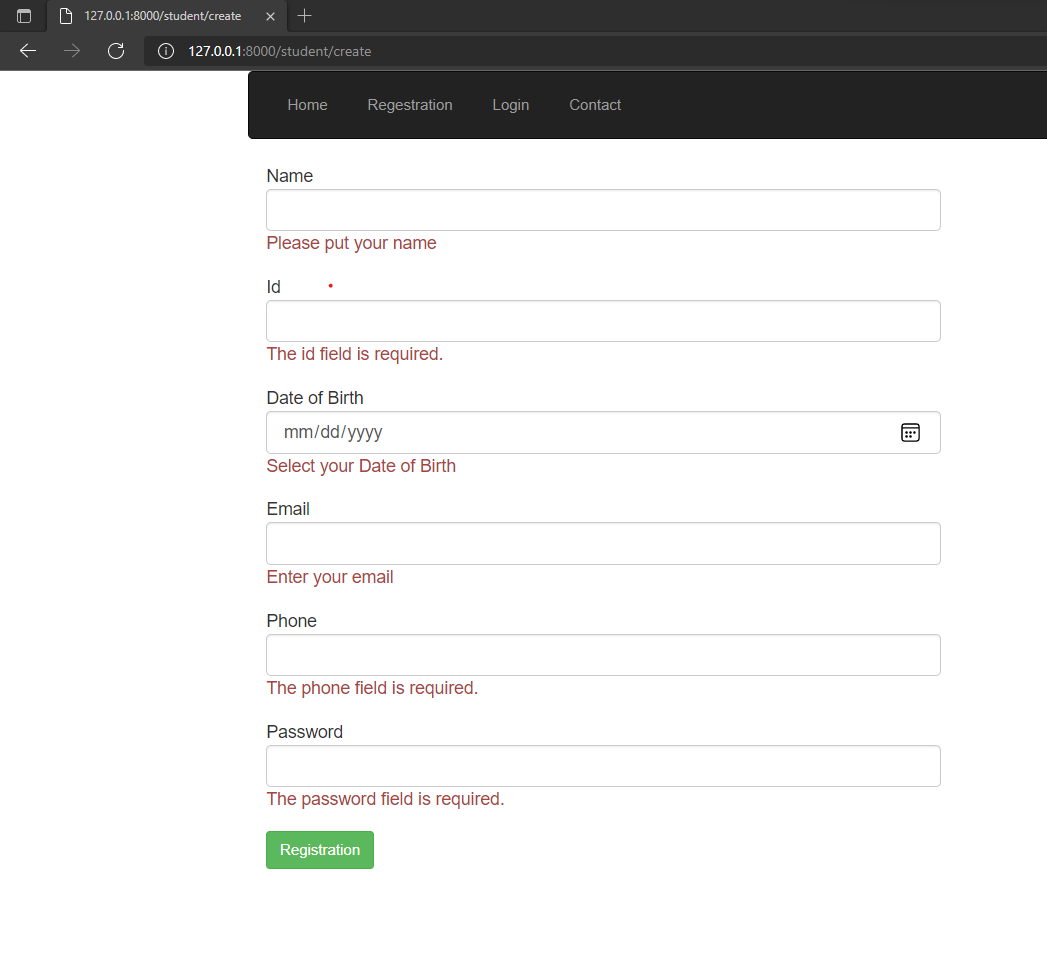 127.0.0.1:8000/student/create
127.0.0.1:8000/student/create
Home Regestration Login Contact
Name
Please put your name
Id
The id field is required.
Date of Birth
mm/dd/yyyy
Select your Date of Birth
Email
Enter your email
Phone
The phone field is required.
Password
The password field is required.
Registration